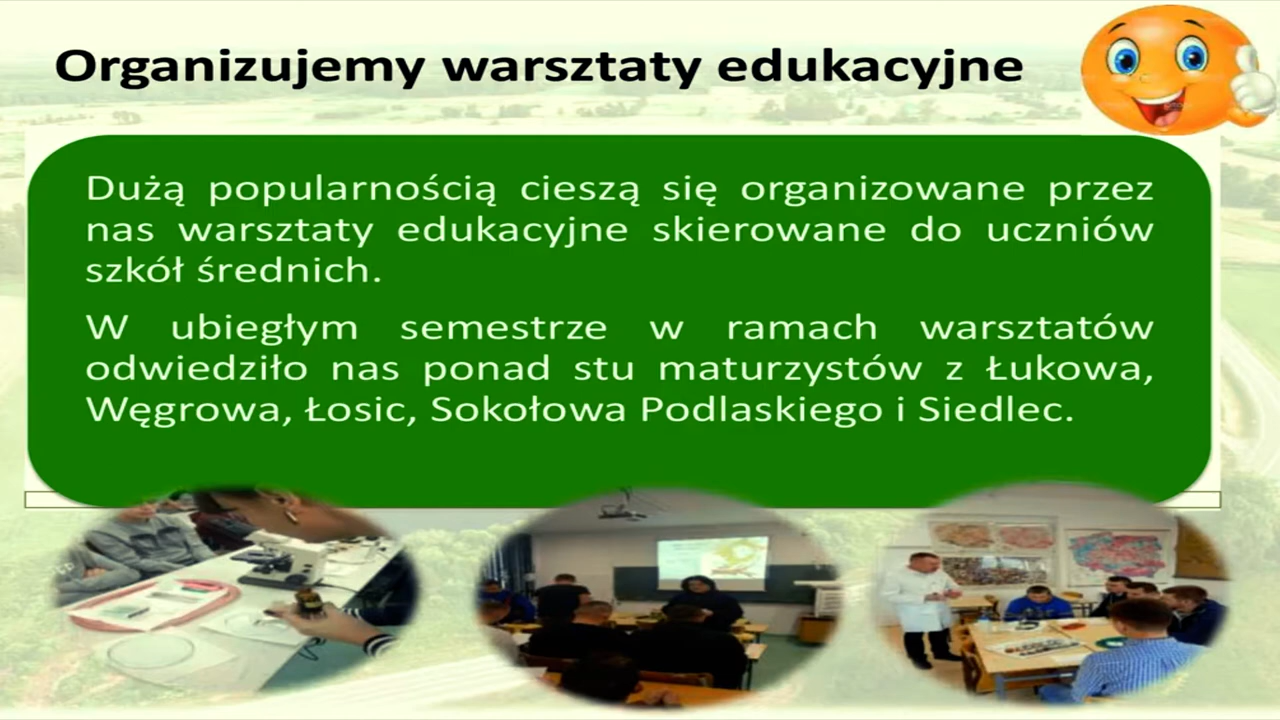 Organizujemy warsztaty edukacyjne
Dużą popularnością cieszą się organizowane przez
nas warsztaty edukacyjne skierowane do uczniów
szkół średnich.
W ubiegłym semestrze w ramach warsztatów
odwiedziło nas ponad stu maturzystów z Łukowa,
Węgrowa, Łosic, Sokołowa Podlaskiego i Siedlec.